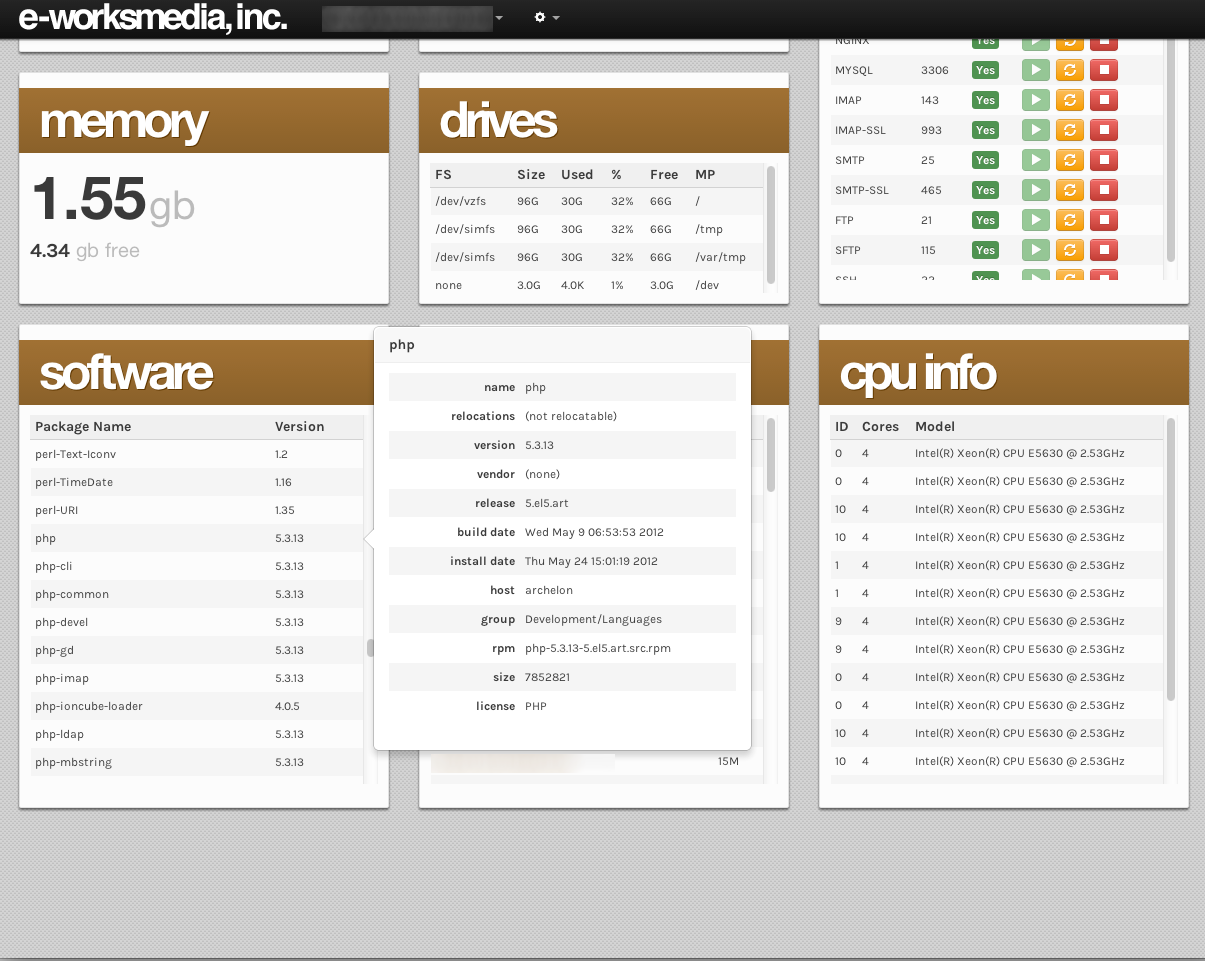 e-worksmedia, inc.
NGINX Yes
MYSQL 3306 Yes
IMAP 143 Yes
IMAP-SSL 993 Yes
SMTP 25 Yes
SMTP-SSL 465 Yes
FTP 21 Yes
SFTP 115 Yes
SSH 22 Yes
memory
1.55gb
4.34 gb free
drives
FS Size Used % Free MP
/dev/vzfs 96G 30G 32% 66G /
/dev/simfs 96G 30G 32% 66G /tmp
/dev/simfs 96G 30G 32% 66G /var/tmp
none 3.0G 4.0K 1% 3.0G /dev
software
Package Name Version
perl-Text-Iconv 1.2
perl-TimeDate 1.16
perl-URI 1.35
php 5.3.13
php-cli 5.3.13
php-common 5.3.13
php-devel 5.3.13
php-gd 5.3.13
php-imap 5.3.13
php-ioncube-loader 4.0.5
php-ldap 5.3.13
php-mbstring 5.3.13
php
name php
relocations (not relocatable)
version 5.3.13
vendor (none)
release 5.el5.art
build date Wed May 9 06:53:53 2012
install date Thu May 24 15:01:19 2012
host archelon
group Development/Languages
rpm php-5.3.13-5.el5.art.src.rpm
size 7852821
license PHP
15M
cpu info
ID Cores Model
0 4 Intel(R) Xeon(R) CPU E5630 @ 2.53GHz
0 4 Intel(R) Xeon(R) CPU E5630 @ 2.53GHz
10 4 Intel(R) Xeon(R) CPU E5630 @ 2.53GHz
10 4 Intel(R) Xeon(R) CPU E5630 @ 2.53GHz
1 4 Intel(R) Xeon(R) CPU E5630 @ 2.53GHz
1 4 Intel(R) Xeon(R) CPU E5630 @ 2.53GHz
9 4 Intel(R) Xeon(R) CPU E5630 @ 2.53GHz
9 4 Intel(R) Xeon(R) CPU E5630 @ 2.53GHz
0 4 Intel(R) Xeon(R) CPU E5630 @ 2.53GHz
0 4 Intel(R) Xeon(R) CPU E5630 @ 2.53GHz
10 4 Intel(R) Xeon(R) CPU E5630 @ 2.53GHz
10 4 Intel(R) Xeon(R) CPU E5630 @ 2.53GHz